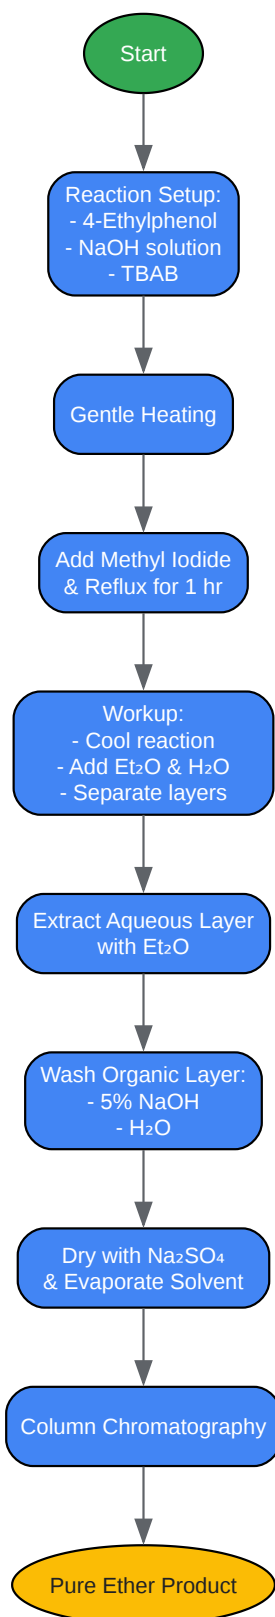 Start
Reaction Setup:
- 4-Ethylphenol
- NaOH solution
- TBAB
Gentle Heating
Add Methyl Iodide
& Reflux for 1 hr
Workup:
- Cool reaction
- Add Et₂O & H₂O
- Separate layers
Extract Aqueous Layer
with Et₂O
Wash Organic Layer:
- 5% NaOH
- H₂O
Dry with Na₂SO₄
& Evaporate Solvent
Column Chromatography
Pure Ether Product